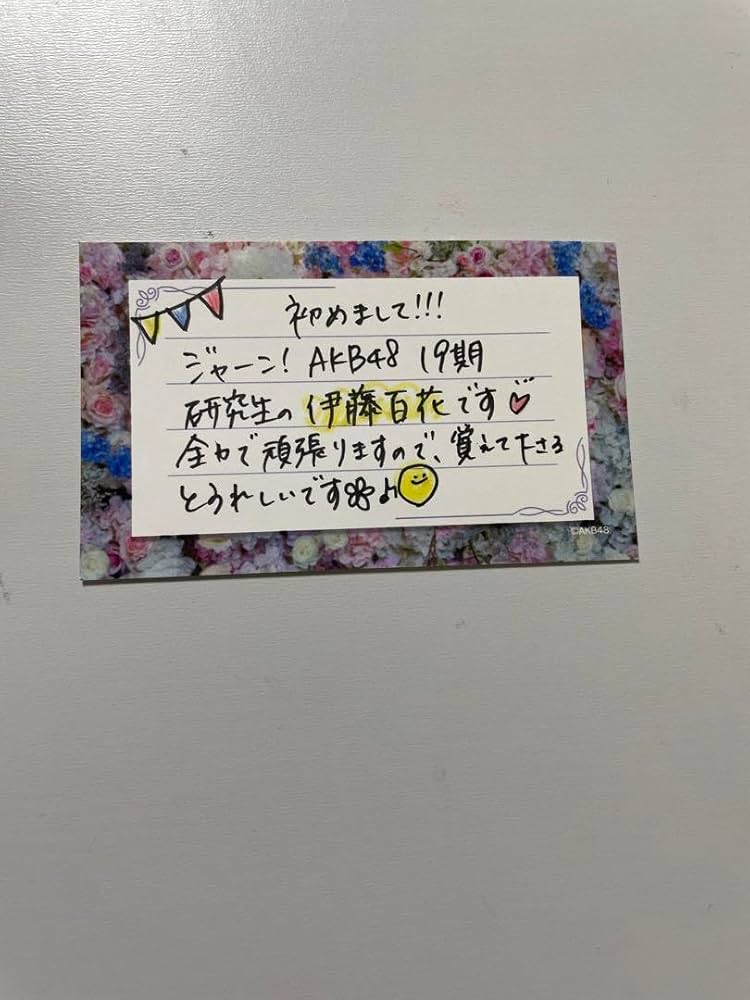 初めまして!!!
ジャーン! AKB48 19期
研究生の 伊藤百花です♡
全力で頑張りますので、覚えて下さる
とうれしいです♪
©AKB48